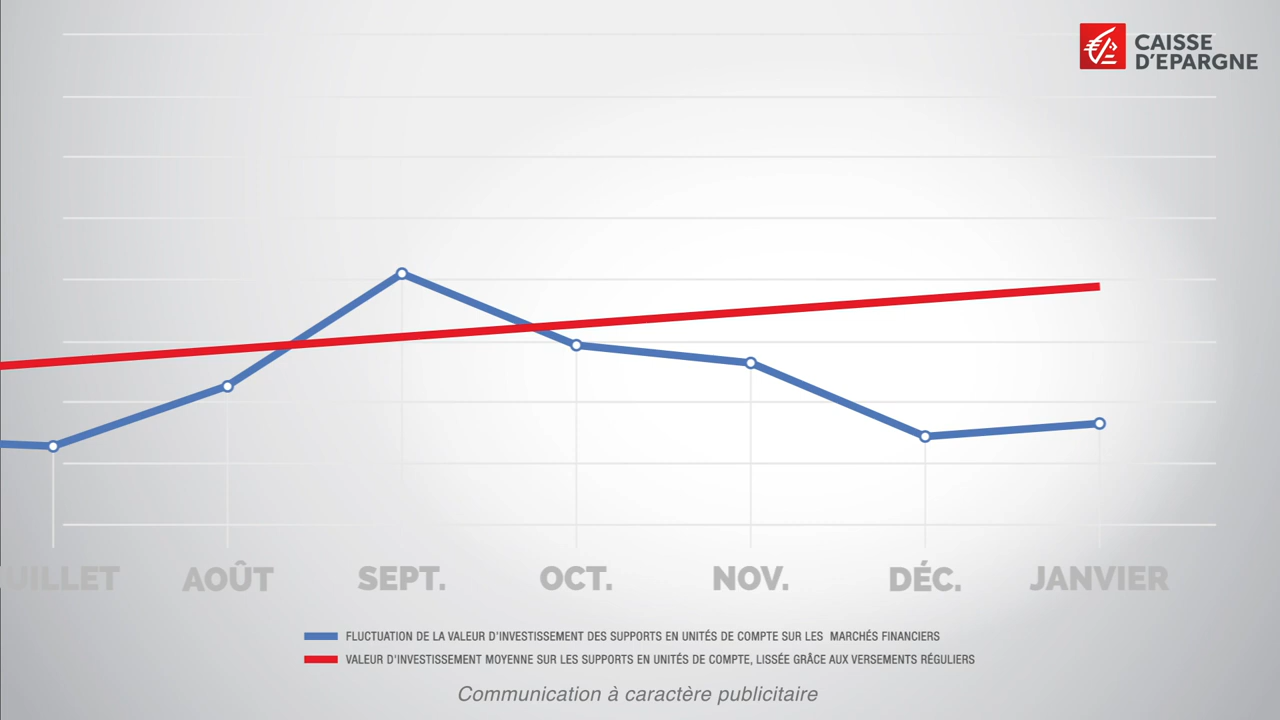 CAISSE
D'EPARGNE
UILLET AOÛT SEPT. OCT. NOV. DÉC. JANVIER
FLUCTUATION DE LA VALEUR D'INVESTISSEMENT DES SUPPORTS EN UNITÉS DE COMPTE SUR LES MARCHÉS FINANCIERS
VALEUR D'INVESTISSEMENT MOYENNE SUR LES SUPPORTS EN UNITÉS DE COMPTE, LISSÉE GRÂCE AUX VERSEMENTS RÉGULIERS
Communication à caractère publicitaire